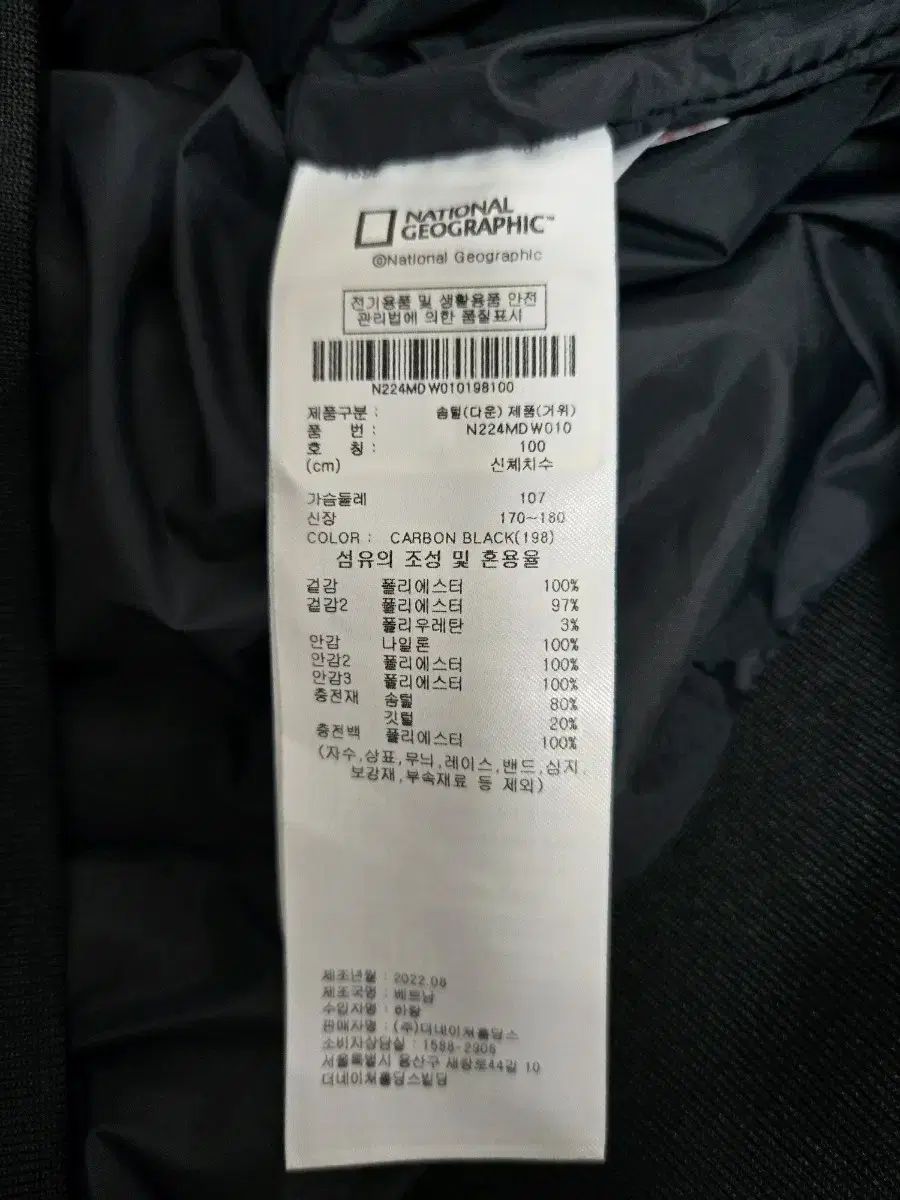 NATIONAL
GEOGRAPHIC™
©National Geographic
전기용품 및 생활용품 안전
관리법에 의한 품질표시
N224MDW010198100
제품구분 : 솜털(다운) 제품(거위)
품 번 : N224MDW010
호 칭 : 100
(cm) 신체치수
가슴둘레 107
신장 170~180
COLOR : CARBON BLACK(198)
섬유의 조성 및 혼용율
겉감 폴리에스터 100%
겉감2 폴리에스터 97%
폴리우레탄 3%
안감 나일론 100%
안감2 폴리에스터 100%
안감3 폴리에스터 100%
충전재 솜털 80%
깃털 20%
충전백 폴리에스터 100%
(자수,상표,무늬,레이스,밴드,심지,
보강재,부속재료 등 제외)
제조년월 : 2022.08
제조국명 : 베트남
수입자명 : 하랑
판매자명 : (주)더네이쳐홀딩스
소비자상담실 : 1588-2906
서울특별시 용산구 새창로44길 10
더네이쳐홀딩스빌딩